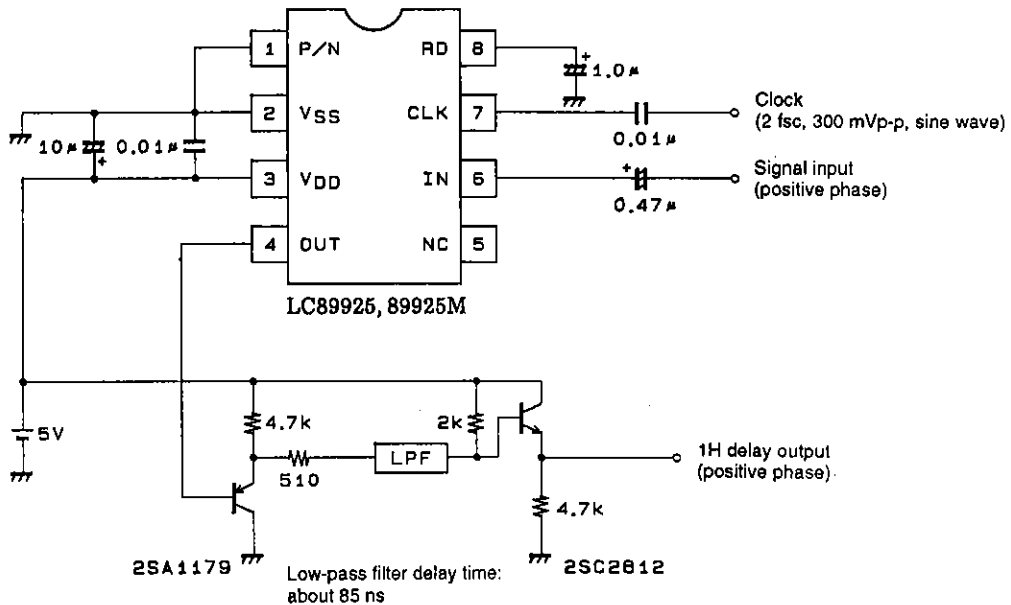 1 P/N RD 8
+
1.0μ
2 VSS CLK 7
0.01μ
Clock
(2 fsc, 300 mVp-p, sine wave)
10μ
+
0.01μ
3 VDD IN 6
+
0.47μ
Signal input
(positive phase)
4 OUT NC 5
LC89925, 89925M
5V
4.7k
510
LPF
2k
4.7k
1H delay output
(positive phase)
2SA1179
2SC2812
Low-pass filter delay time:
about 85 ns